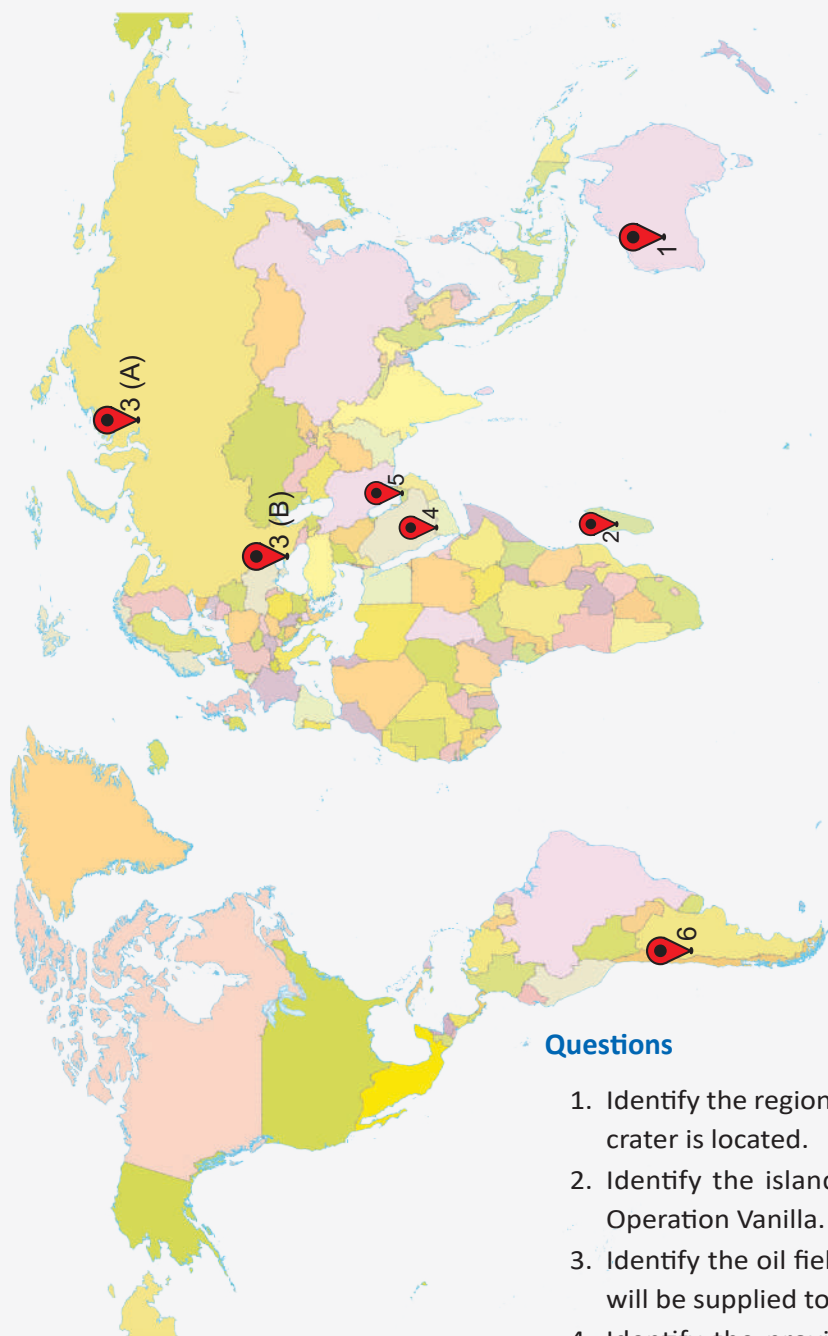 3 (A)
3 (B)
5
4
2
1
6
Questions
1. Identify the region
crater is located.
2. Identify the island
Operation Vanilla.
3. Identify the oil fiel
will be supplied to